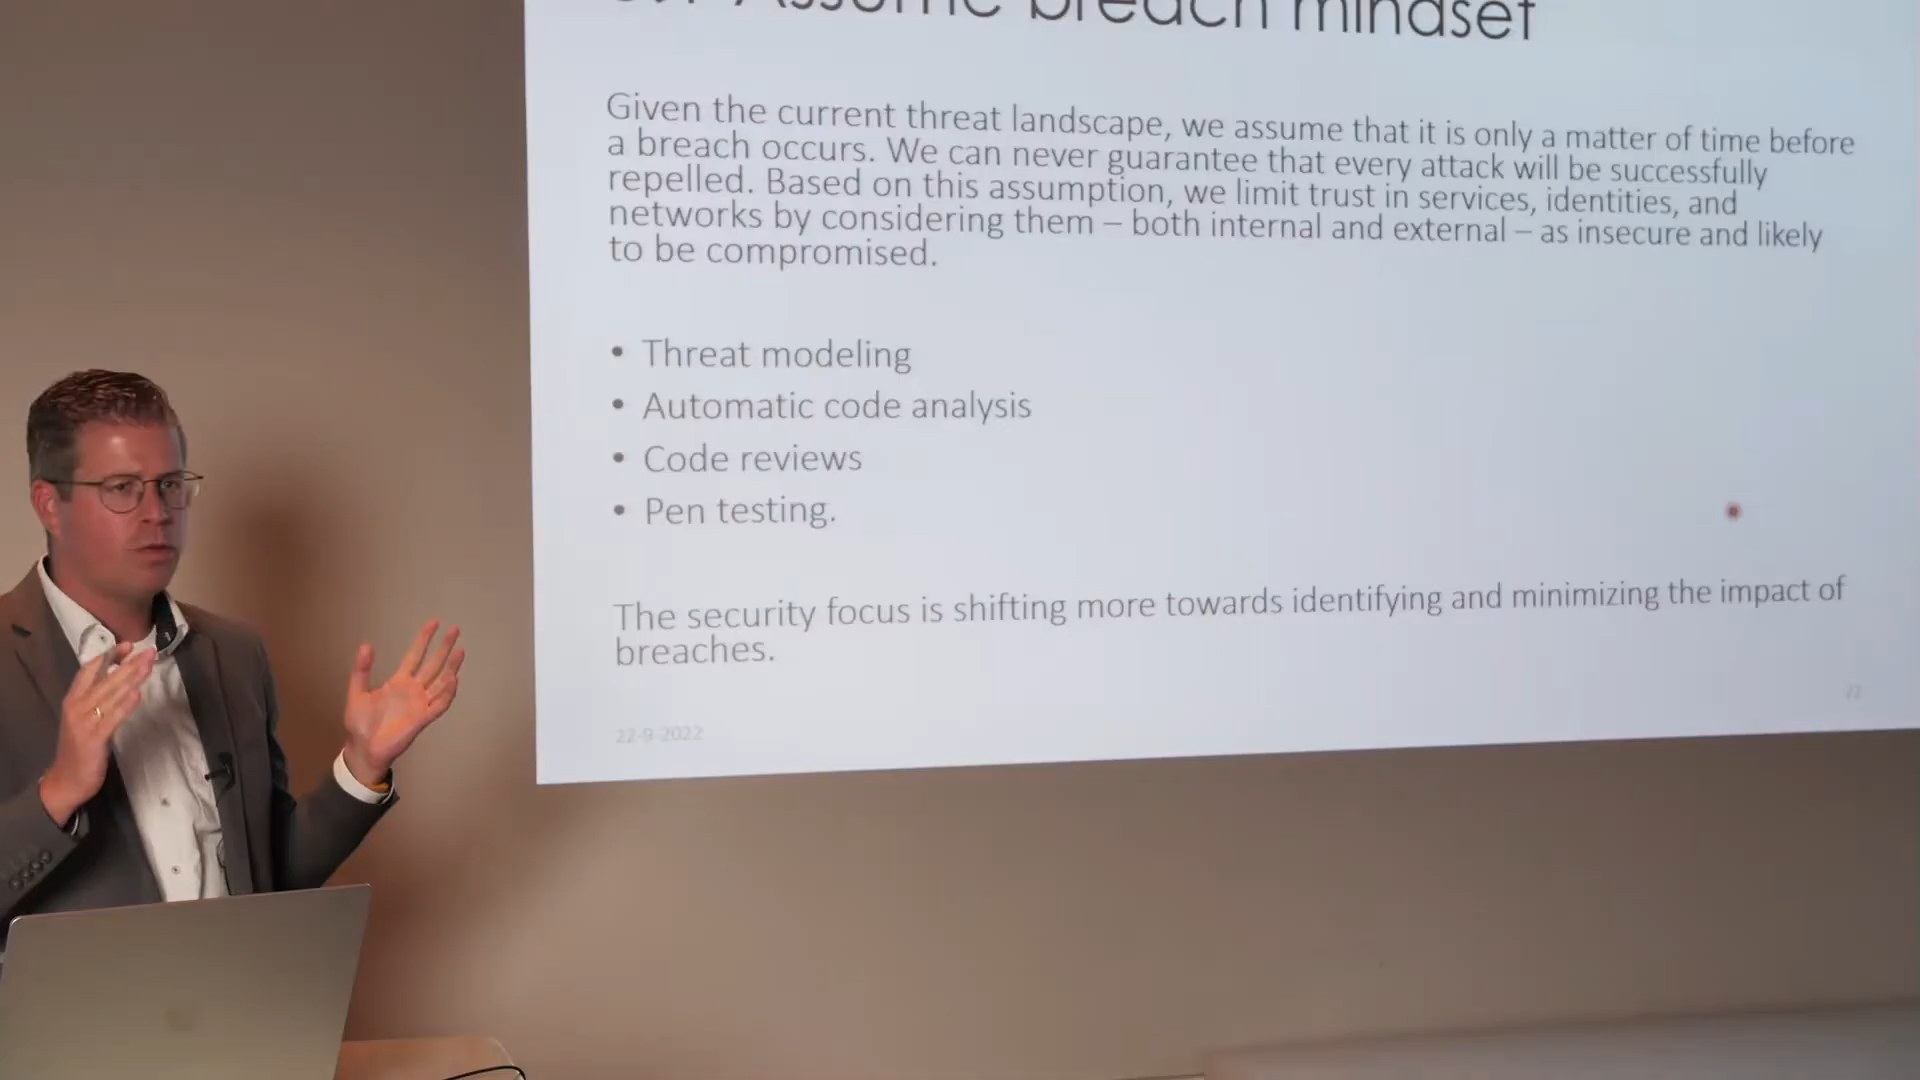 Assume breach mindset
Given the current threat landscape, we assume that it is only a matter of time before
a breach occurs. We can never guarantee that every attack will be successfully
repelled. Based on this assumption, we limit trust in services, identities, and
networks by considering them – both internal and external – as insecure and likely
to be compromised.
• Threat modeling
• Automatic code analysis
• Code reviews
• Pen testing.
The security focus is shifting more towards identifying and minimizing the impact of
breaches.
22-9-2022